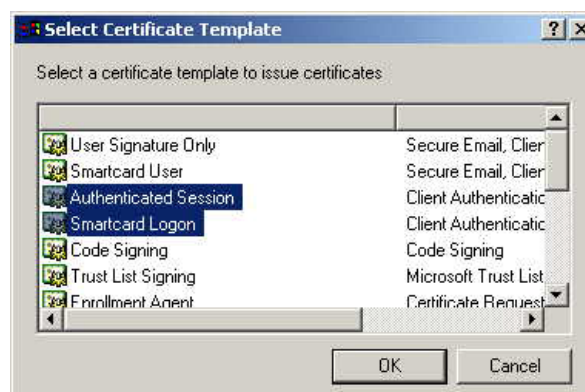 Select Certificate Template
Select a certificate template to issue certificates
User Signature Only Secure Email, Clier
Smartcard User Secure Email, Clier
Authenticated Session Client Authenticatic
Smartcard Logon Client Authenticatic
Code Signing Code Signing
Trust List Signing Microsoft Trust List
Enrollment Agent Certificate Request
OK Cancel